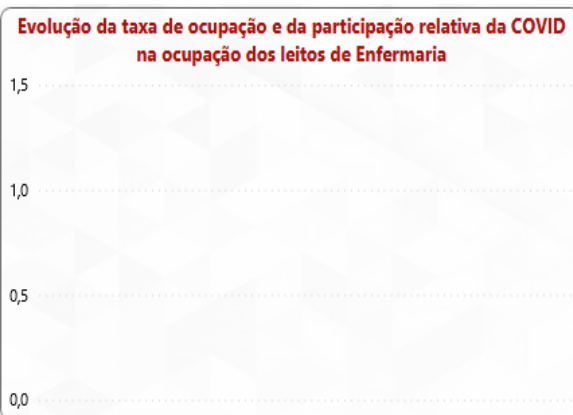 Evolução da taxa de ocupação e da participação relativa da COVID
na ocupação dos leitos de Enfermaria
1,5
1,0
0,5
0,0